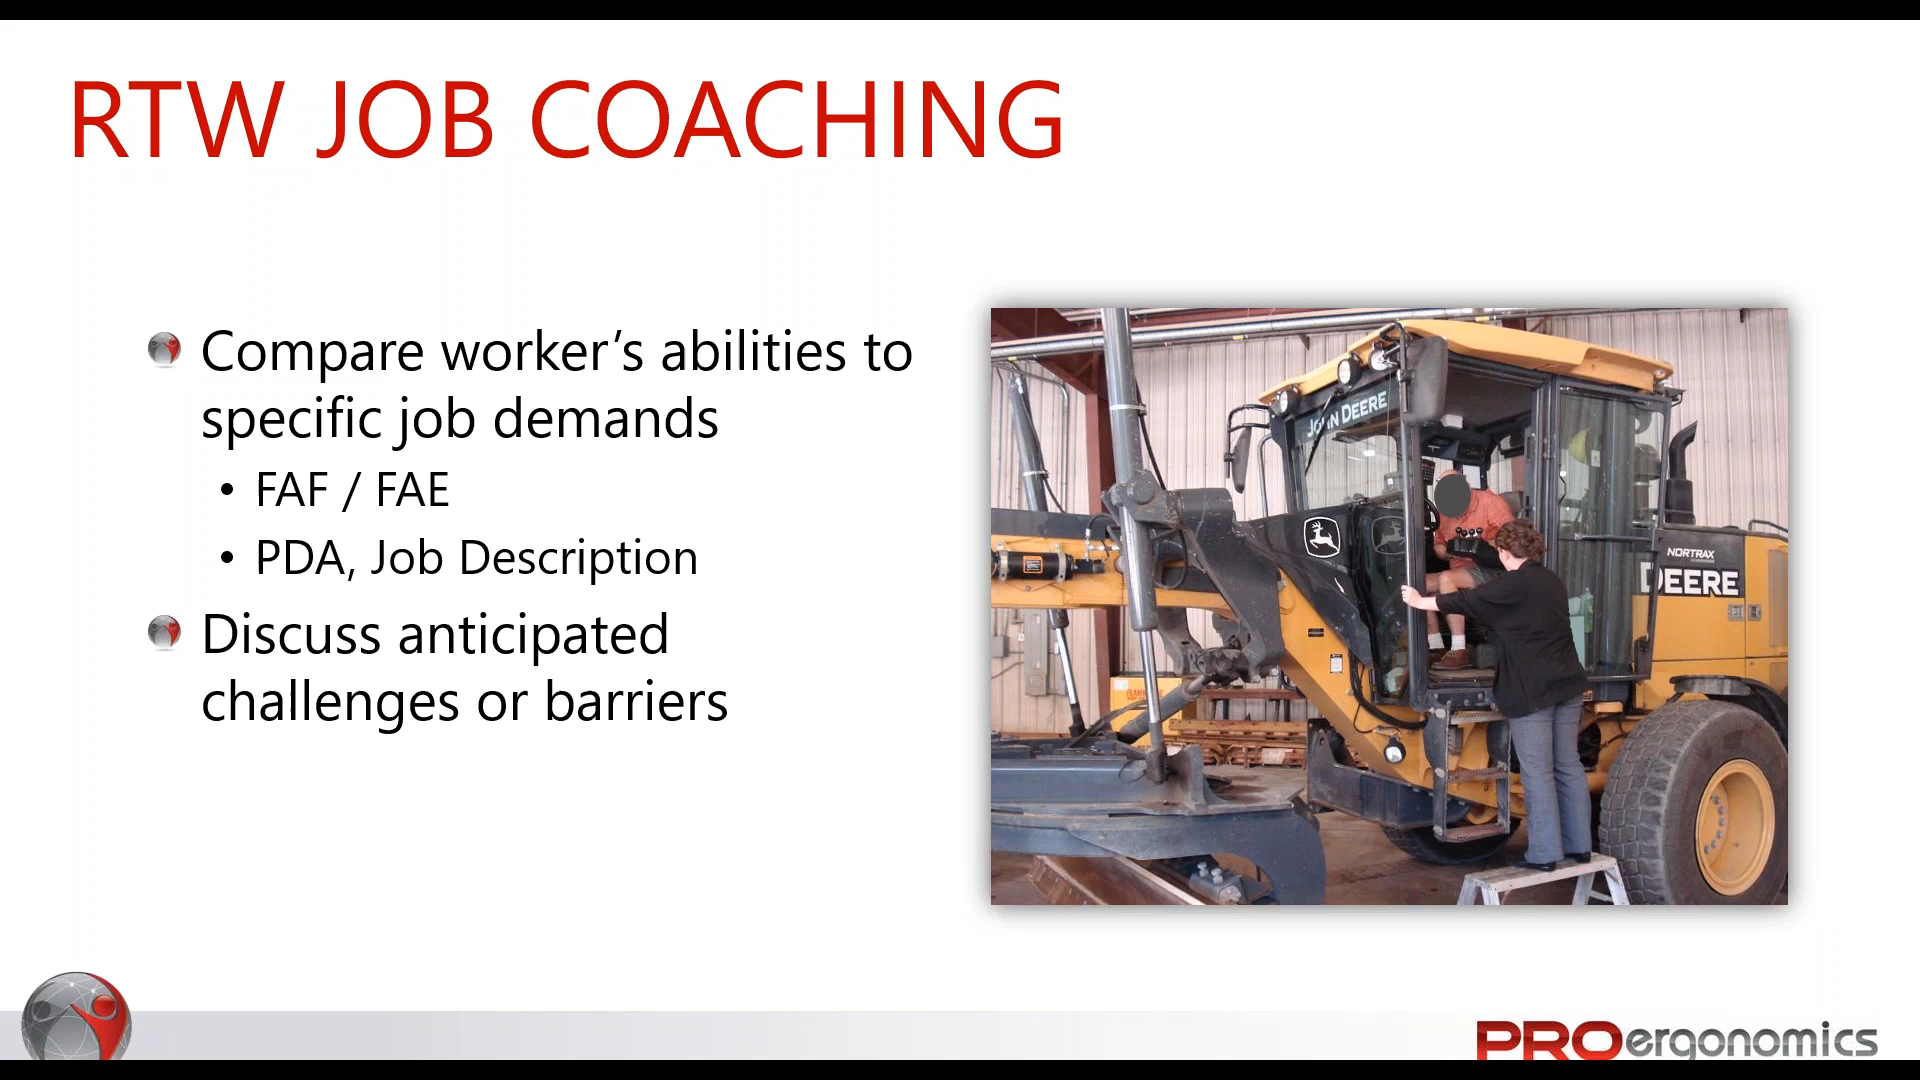 RTW JOB COACHING
Compare worker’s abilities to
specific job demands
• FAF / FAE
• PDA, Job Description
Discuss anticipated
challenges or barriers
JOHN DEERE
NORTRAX
DEERE
PROergonomics